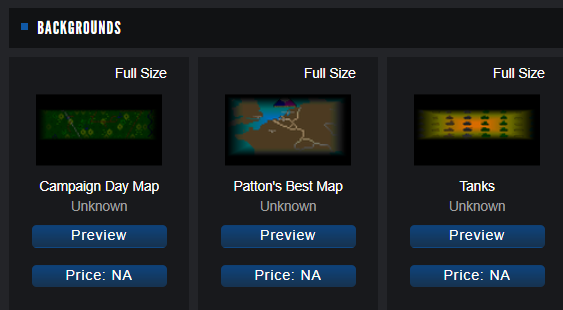 BACKGROUNDS
Full Size
Campaign Day Map
Unknown
Preview
Price: NA
Full Size
Patton's Best Map
Unknown
Preview
Price: NA
Full Size
Tanks
Unknown
Preview
Price: NA